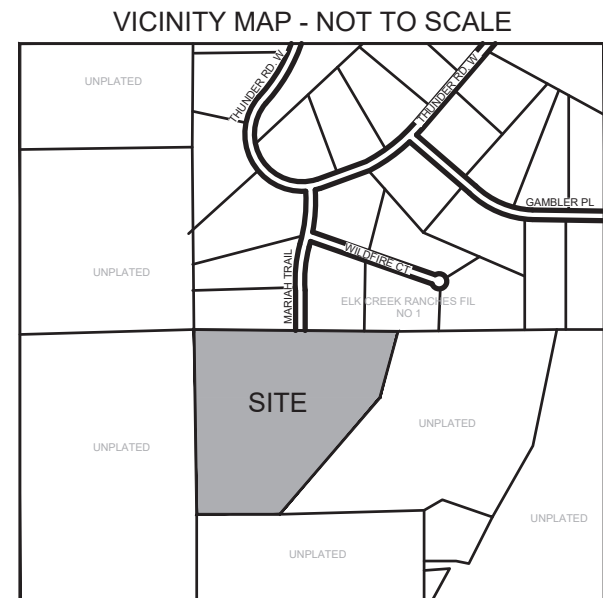 VICINITY MAP - NOT TO SCALE
UNPLATED
THUNDER RD. W
THUNDER RD. W
GAMBLER PL
UNPLATED
WILDFIRE CT.
MARIAH TRAIL
ELK CREEK RANCHES FIL
NO 1
SITE
UNPLATED
UNPLATED
UNPLATED
UNPLATED